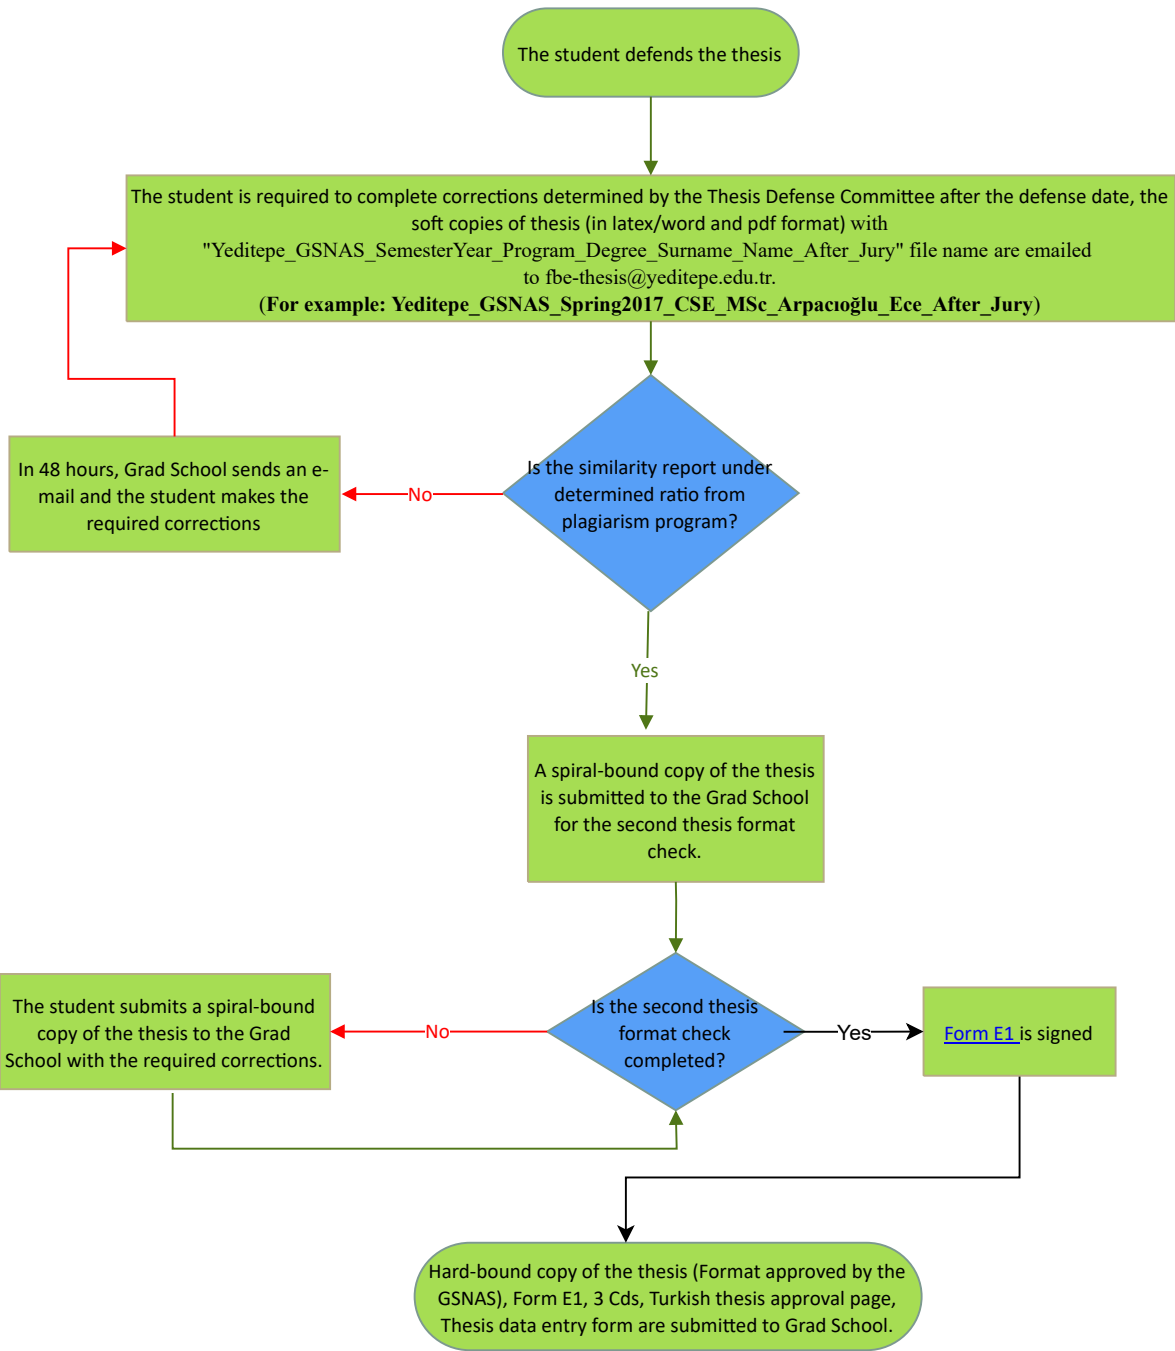 The student defends the thesis
The student is required to complete corrections determined by the Thesis Defense Committee after the defense date, the
soft copies of thesis (in latex/word and pdf format) with
"Yeditepe_GSNAS_SemesterYear_Program_Degree_Surname_Name_After_Jury" file name are emailed
to fbe-thesis@yeditepe.edu.tr.
(For example: Yeditepe_GSNAS_Spring2017_CSE_MSc_Arpacıoğlu_Ece_After_Jury)
Is the similarity report under
determined ratio from
plagiarism program?
No
In 48 hours, Grad School sends an e-
mail and the student makes the
required corrections
Yes
A spiral-bound copy of the thesis
is submitted to the Grad School
for the second thesis format
check.
Is the second thesis
format check
completed?
No
The student submits a spiral-bound
copy of the thesis to the Grad
School with the required corrections.
Yes
Form E1 is signed
Hard-bound copy of the thesis (Format approved by the
GSNAS), Form E1, 3 Cds, Turkish thesis approval page,
Thesis data entry form are submitted to Grad School.